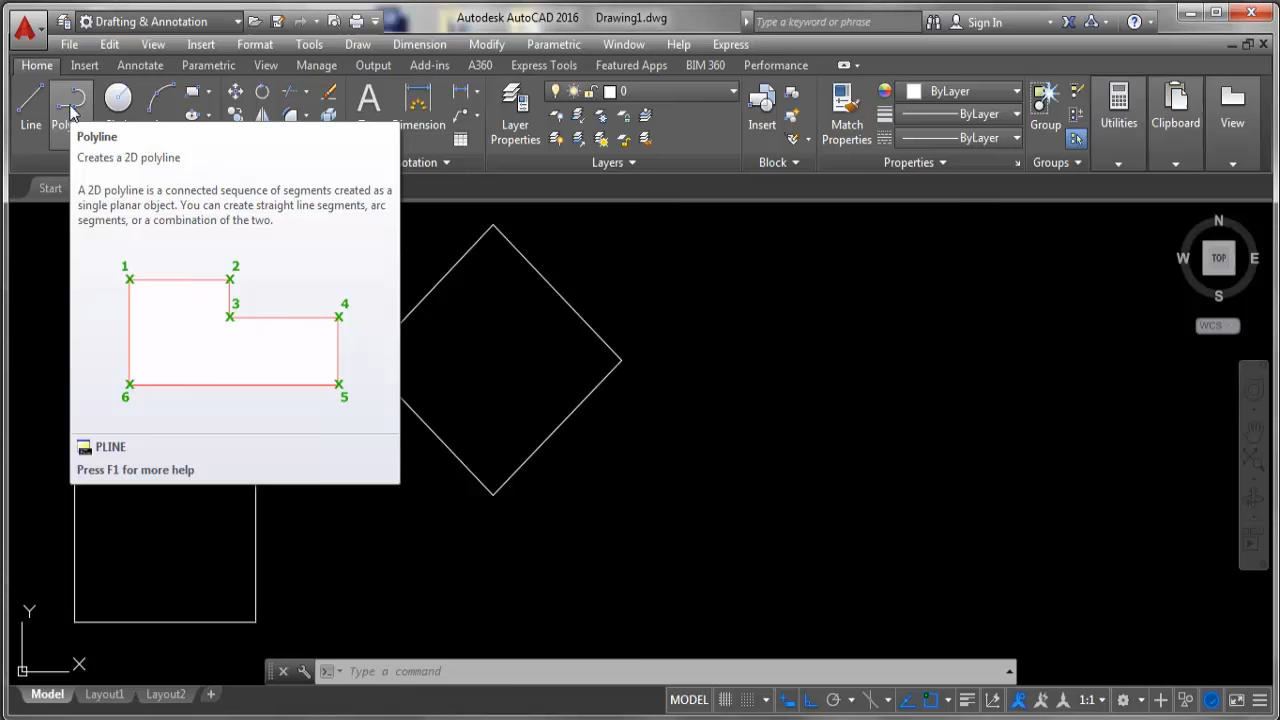 Drafting & Annotation
Autodesk AutoCAD 2016 Drawing1.dwg
Type a keyword or phrase
Sign In
File Edit View Insert Format Tools Draw Dimension Modify Parametric Window Help Express
Home Insert Annotate Parametric View Manage Output Add-ins A360 Express Tools Featured Apps BIM 360 Performance
Line
Dimension
Layer
Properties
0
Insert
Match
Properties
ByLayer
ByLayer
ByLayer
Group
Utilities
Clipboard
View
Layers
Block
Properties
Groups
Start
Polyline
Creates a 2D polyline
A 2D polyline is a connected sequence of segments created as a
single planar object. You can create straight line segments, arc
segments, or a combination of the two.
1 2
3 4
6 5
PLINE
Press F1 for more help
N
W TOP E
S
WCS
Y
X
Type a command
Model Layout1 Layout2
MODEL
1:1